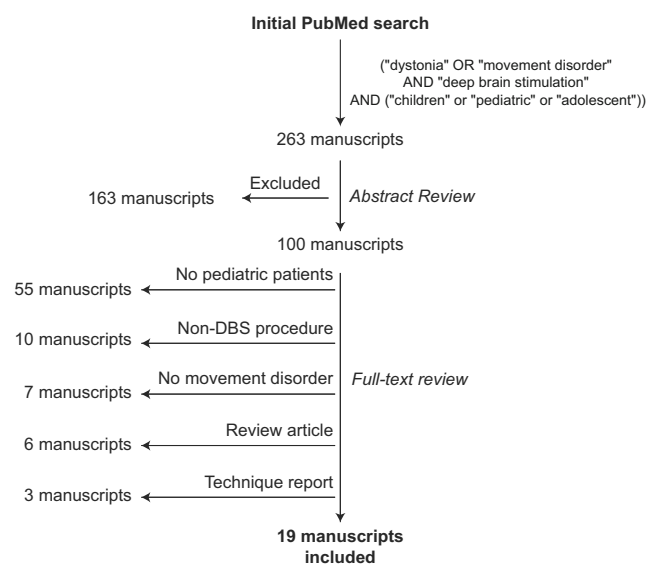 Initial PubMed search
("dystonia" OR "movement disorder"
AND "deep brain stimulation"
AND ("children" or "pediatric" or "adolescent"))
263 manuscripts
Excluded
163 manuscripts
Abstract Review
100 manuscripts
No pediatric patients
55 manuscripts
Non-DBS procedure
10 manuscripts
No movement disorder
7 manuscripts
Full-text review
Review article
6 manuscripts
Technique report
3 manuscripts
19 manuscripts
included